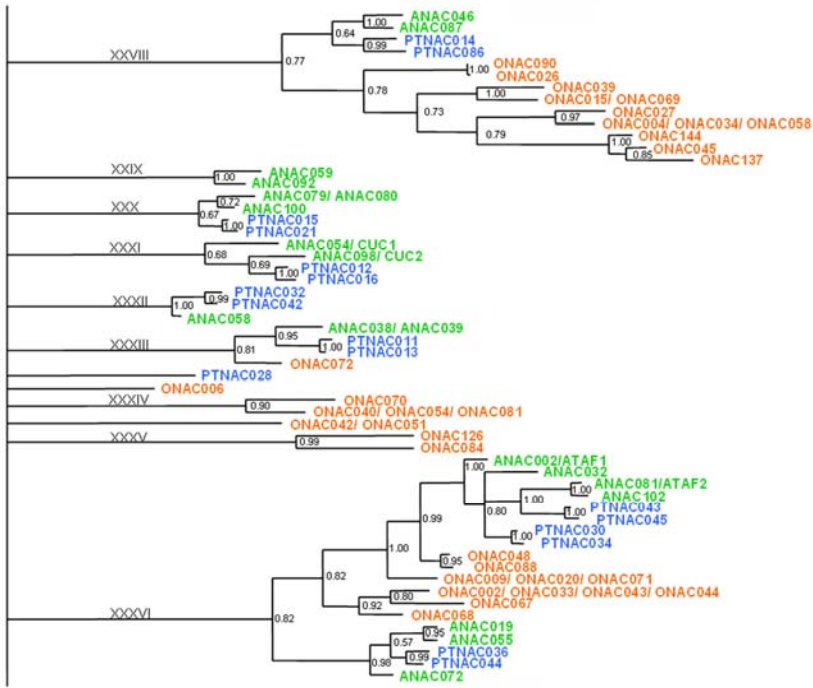 ANAC046
1.00
ANAC087
0.64
PTNAC014
0.99
PTNAC086
XXVIII
0.77
ONAC090
1.00
ONAC026
0.78
ONAC039
1.00
ONAC015/ ONAC069
0.73
ONAC027
0.97
ONAC004/ ONAC034/ ONAC058
0.79
ONAC144
1.00
ONAC045
0.85
ONAC137
XXIX
ANAC059
1.00
ANAC092
ANAC079/ ANAC080
0.72
ANAC100
XXX
0.67
PTNAC015
1.00
PTNAC021
XXXI
ANAC054/ CUC1
0.68
ANAC098/ CUC2
0.69
PTNAC012
1.00
PTNAC016
PTNAC032
0.99
XXXII
1.00
PTNAC042
ANAC058
ANAC038/ ANAC039
0.95
PTNAC011
1.00
XXXIII
0.81
PTNAC013
ONAC072
PTNAC028
ONAC006
XXXIV
ONAC070
0.90
ONAC040/ ONAC054/ ONAC081
ONAC042/ ONAC051
XXXV
ONAC126
0.99
ONAC084
ANAC002/ATAF1
1.00
ANAC032
ANAC081/ATAF2
1.00
1.00
ANAC102
0.80
PTNAC043
1.00
PTNAC045
0.99
PTNAC030
1.00
PTNAC034
1.00
ONAC048
0.95
ONAC088
0.82
ONAC009/ ONAC020/ ONAC071
ONAC002/ ONAC033/ ONAC043/ ONAC044
0.80
ONAC067
0.92
ONAC068
XXXVI
0.82
ANAC019
0.95
0.57
ANAC055
PTNAC036
0.99
0.98
PTNAC044
ANAC072